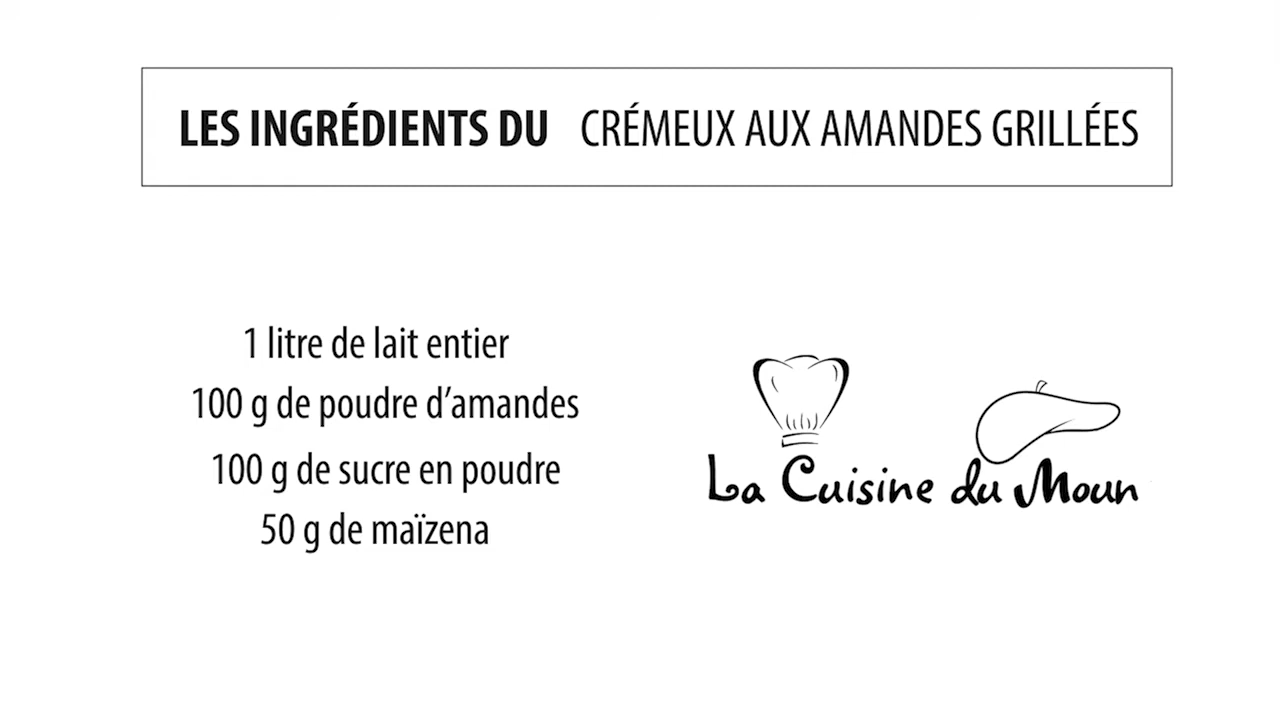 LES INGRÉDIENTS DU CRÉMEUX AUX AMANDES GRILLÉES
1 litre de lait entier
100 g de poudre d’amandes
100 g de sucre en poudre
50 g de maïzena
La Cuisine du Moun